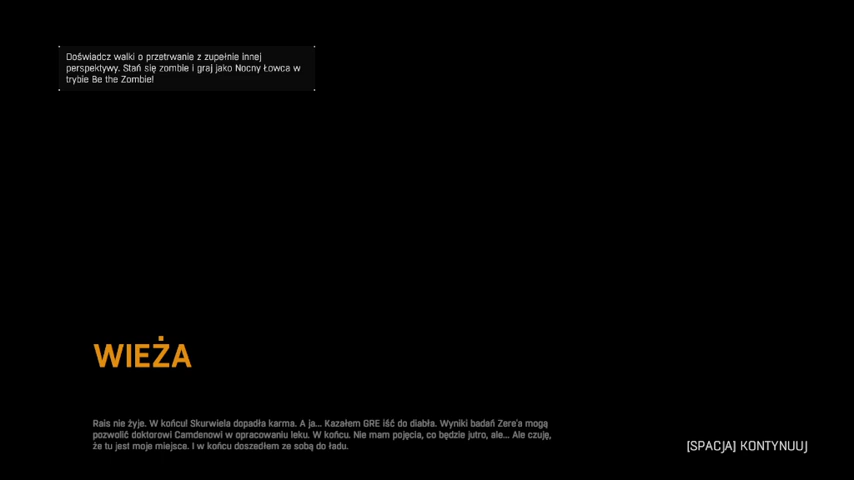 Doświadcz walki o przetrwanie z zupełnie innej
perspektywy. Stań się zombie i graj jako Nocny Łowca w
trybie Be the Zombie!
WIEŻA
Rais nie żyje. W końcu! Skurwiela dopadła karma. A ja... Kazałem GRE iść do diabła. Wyniki badań Zere'a mogą
pozwolić doktorowi Camdenowi w opracowaniu leku. W końcu. Nie mam pojęcia, co będzie jutro, ale... Ale czuję,
że tu jest moje miejsce. I w końcu doszedłem ze sobą do ładu.
[SPACJA] KONTYNUUJ